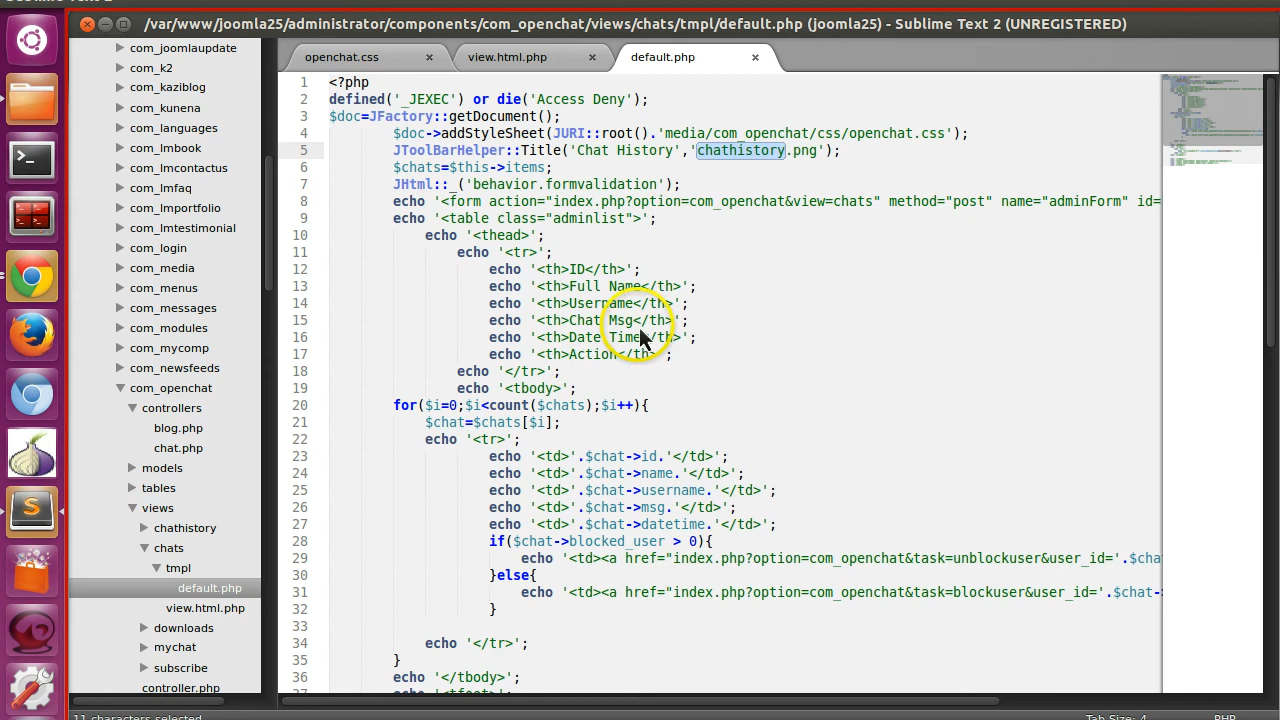 /var/www/joomla25/administrator/components/com_openchat/views/chats/tmpl/default.php (joomla25) - Sublime Text 2 (UNREGISTERED)
openchat.css
view.html.php
default.php
com_joomlaupdate
com_k2
com_kaziblog
com_kunena
com_languages
com_lmbook
com_lmcontact
com_lmfaq
com_lmportfolio
com_lmtestimonial
com_login
com_media
com_menus
com_messages
com_modules
com_mycomp
com_newsfeeds
com_openchat
controllers
blog.php
chat.php
models
tables
views
chathistory
chats
tmpl
default.php
view.html.php
downloads
mychat
subscribe
controller.php
1 <?php
2 defined('_JEXEC') or die('Access Deny');
3 $doc=JFactory::getDocument();
4 $doc->addStyleSheet(JURI::root().'media/com_openchat/css/openchat.css');
5 JToolBarHelper::Title('Chat History','chathistory.png');
6 $chats=$this->items;
7 JHtml::_('behavior.formvalidation');
8 echo '<form action="index.php?option=com_openchat&view=chats" method="post" name="adminForm" id=
9 echo '<table class="adminlist">';
10 echo '<thead>';
11 echo '<tr>';
12 echo '<th>ID</th>';
13 echo '<th>Full Name</th>';
14 echo '<th>Username</th>';
15 echo '<th>Chat Msg</th>';
16 echo '<th>Date Time</th>';
17 echo '<th>Action</th>';
18 echo '</tr>';
19 echo '<tbody>';
20 for($i=0;$i<count($chats);$i++){
21 $chat=$chats[$i];
22 echo '<tr>';
23 echo '<td>'.$chat->id.'</td>';
24 echo '<td>'.$chat->name.'</td>';
25 echo '<td>'.$chat->username.'</td>';
26 echo '<td>'.$chat->msg.'</td>';
27 echo '<td>'.$chat->datetime.'</td>';
28 if($chat->blocked_user > 0){
29 echo '<td><a href="index.php?option=com_openchat&task=unblockuser&user_id='.$cha
30 }else{
31 echo '<td><a href="index.php?option=com_openchat&task=blockuser&user_id='.$chat-
32 }
33
34 echo '</tr>';
35 }
36 echo '</tbody>';
37 echo '<tfoot>';
11 characters selected
Tab Size: 4
PHP